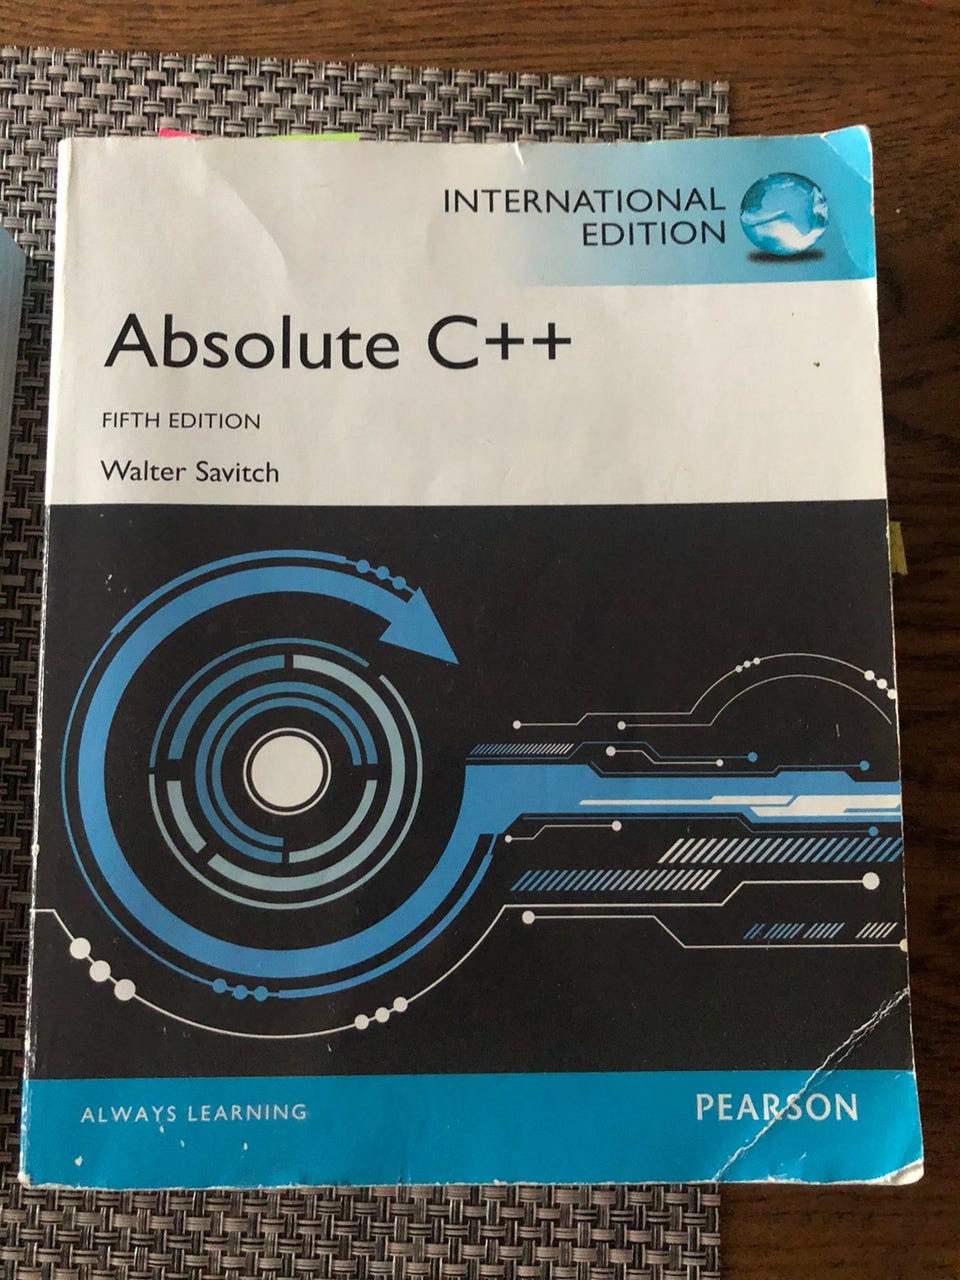 INTERNATIONAL
EDITION
Absolute C++
FIFTH EDITION
Walter Savitch
ALWAYS LEARNING
PEARSON